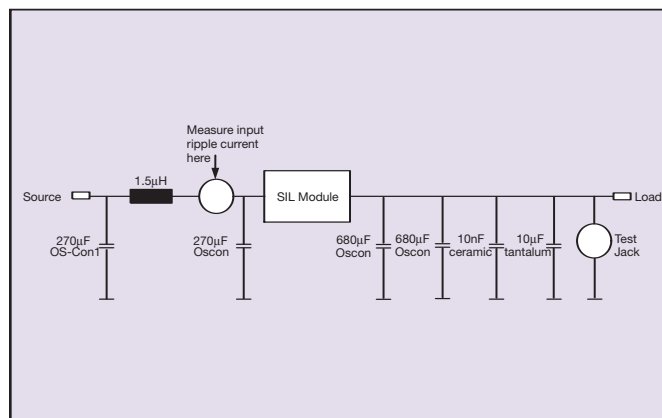 Measure input
ripple current
here
1.5µH
Source
SIL Module
Load
270µF
OS-Con1
270µF
Oscon
680µF
Oscon
680µF
Oscon
10nF
ceramic
10µF
tantalum
Test
Jack